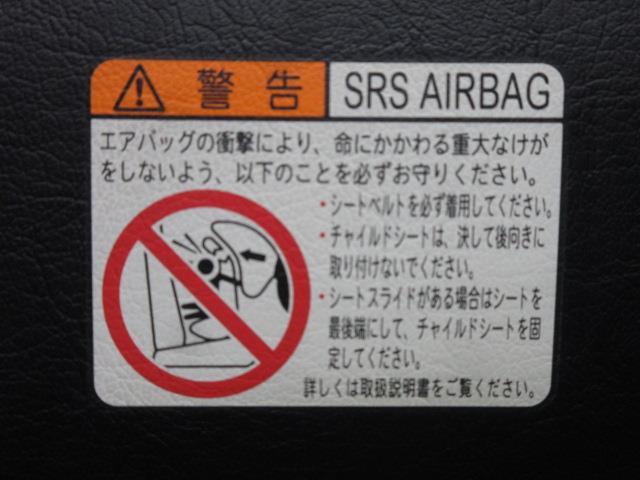 警告 SRS AIRBAG
エアバッグの衝撃により、命にかかわる重大なけが
をしないよう、以下のことを必ずお守りください。
・シートベルトを必ず着用してください。
・チャイルドシートは、決して後向きに
取り付けないでください。
・シートスライドがある場合はシートを
最後端にして、チャイルドシートを固
定してください。
詳しくは取扱説明書をご覧ください。